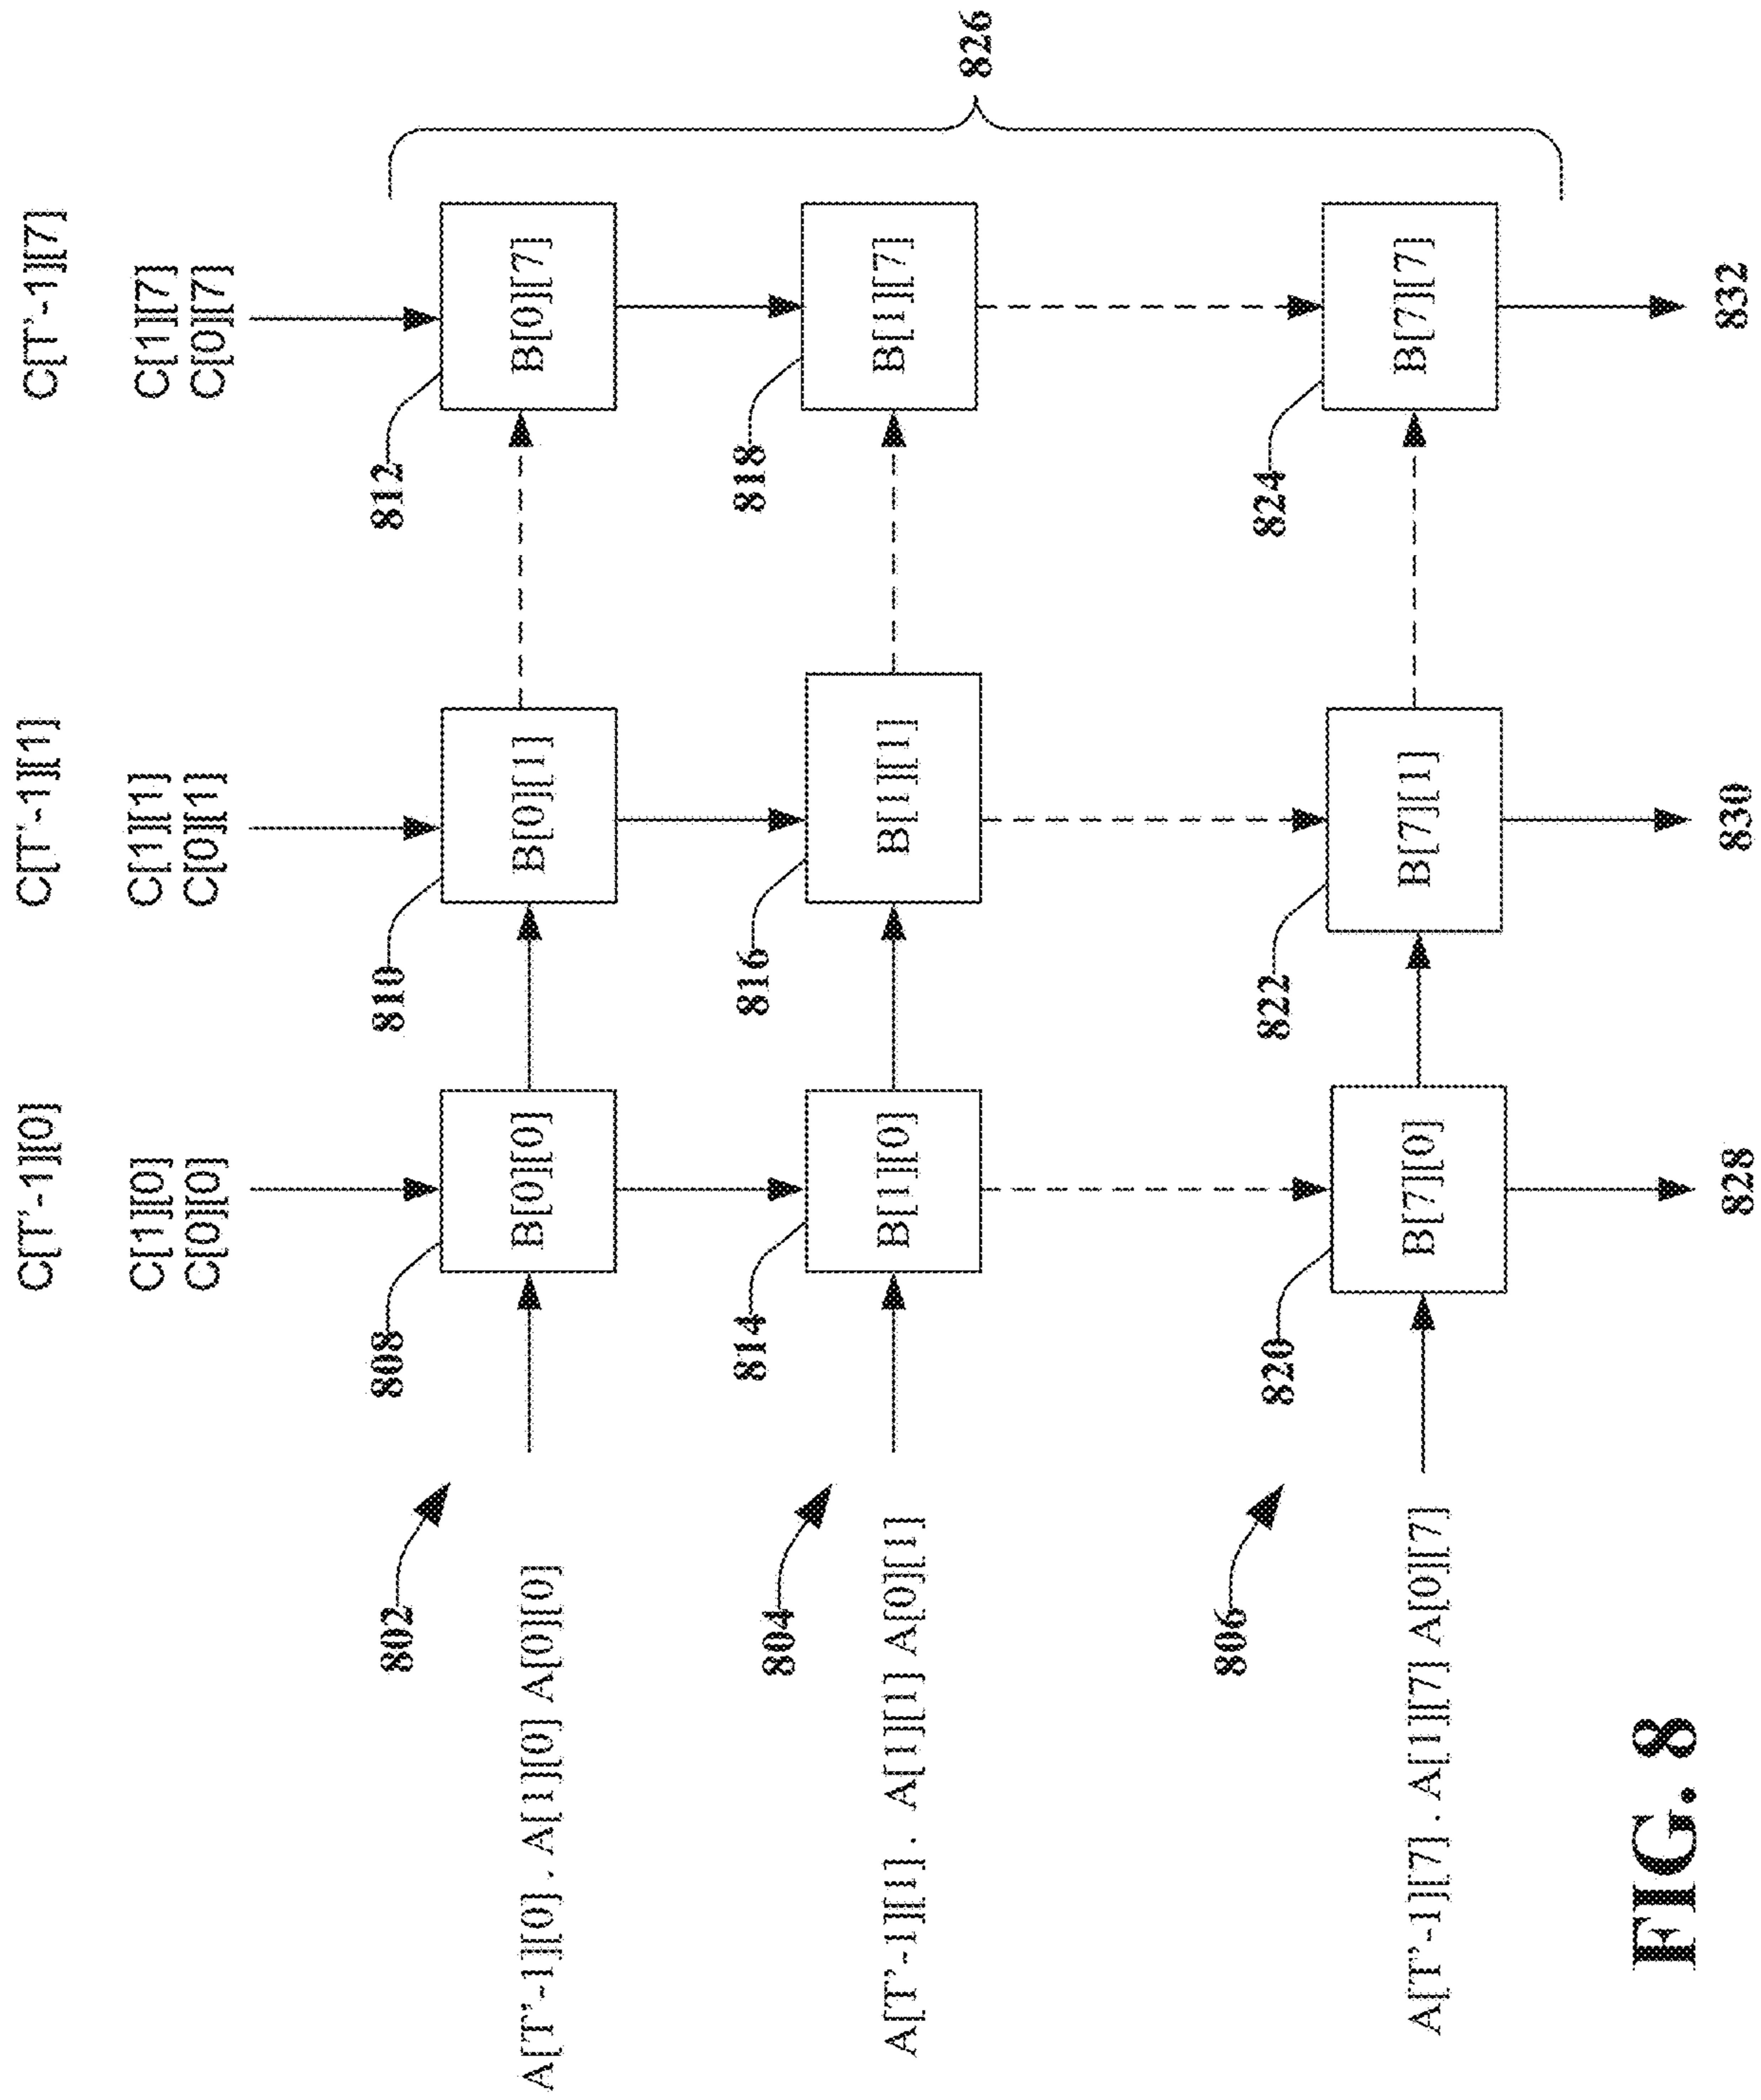 C[T'-1][0] C[T'-1][1] C[T'-1][7]
C[1][0] C[1][1] C[1][7]
C[0][0] C[0][1] C[0][7]
826
802 808 810 812
A[T'-1][0] . A[1][0] A[0][0] B[0][0] B[0][1] B[0][7]
804 814 816 818
A[T'-1][1] . A[1][1] A[0][1] B[1][0] B[1][1] B[1][7]
806 820 822 824
A[T'-1][7] . A[1][7] A[0][7] B[7][0] B[7][1] B[7][7]
828 830 832
FIG. 8